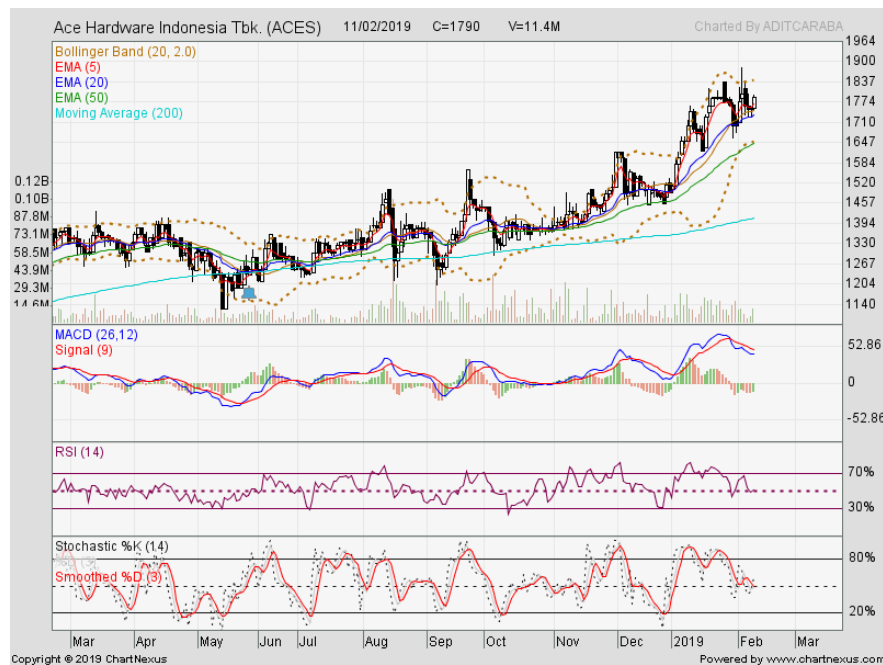 Ace Hardware Indonesia Tbk. (ACES) 11/02/2019 C=1790 V=11.4M Charted By ADITCARABA
Bollinger Band (20, 2.0)
EMA (5)
EMA (20)
EMA (50)
Moving Average (200)
1964
1900
1837
1774
1710
1647
1584
1520
1457
1394
1330
1267
1204
1140
0.12B
0.10B
87.8M
73.1M
58.5M
43.9M
29.3M
14.6M
MACD (26,12)
Signal (9)
52.86
0
-52.86
RSI (14)
70%
30%
Stochastic %K (14)
Smoothed %D (3)
80%
20%
Mar Apr May Jun Jul Aug Sep Oct Nov Dec 2019 Feb Mar
Copyright © 2019 ChartNexus Powered by www.chartnexus.com